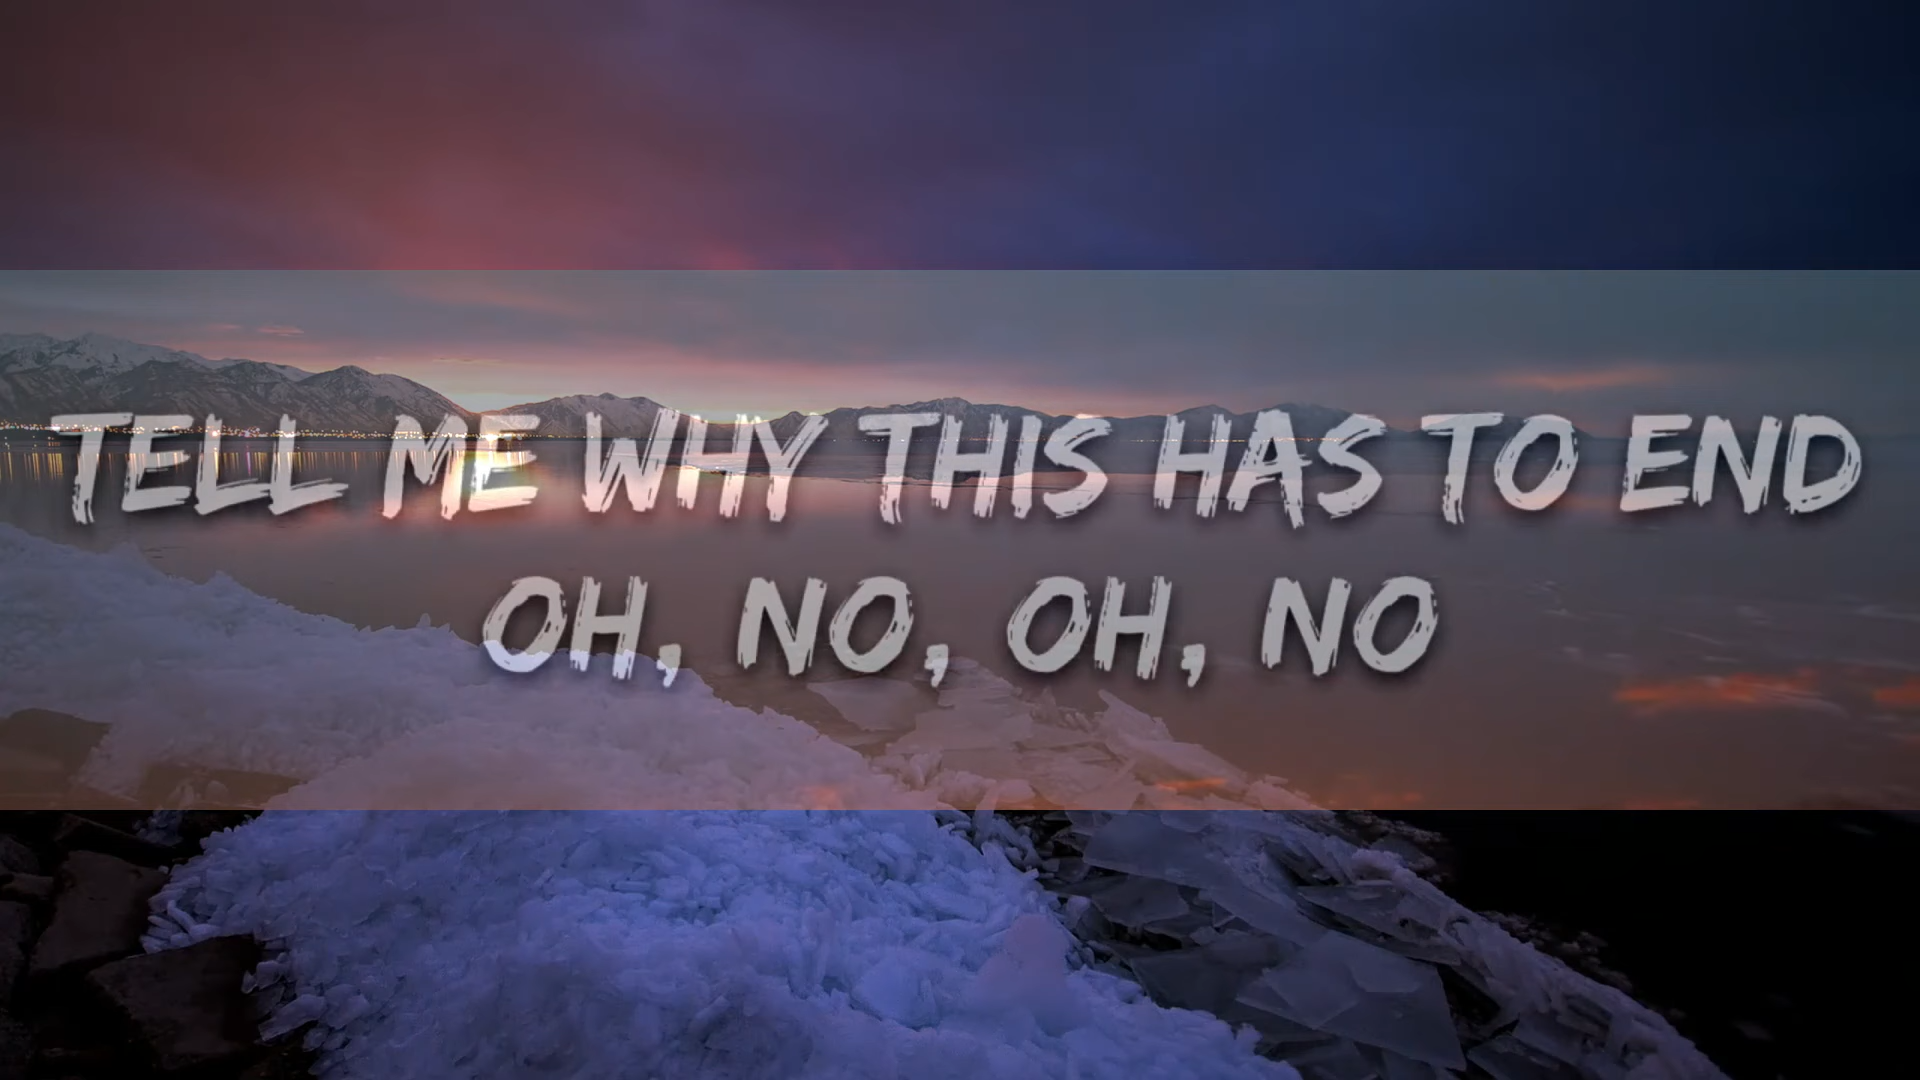 TELL ME WHY THIS HAS TO END
OH, NO, OH, NO